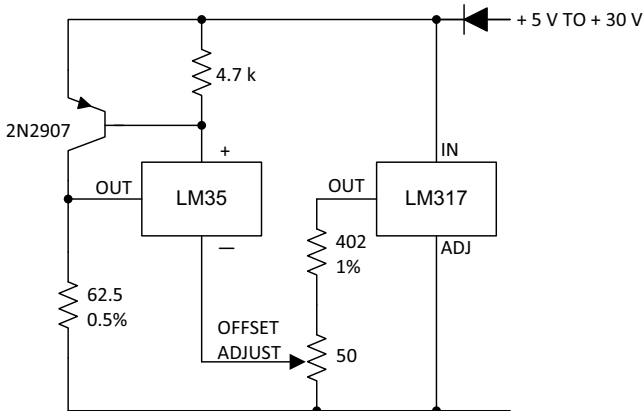 + 5 V TO + 30 V
4.7 k
2N2907
+
IN
OUT
LM35
OUT
LM317
—
ADJ
402
1%
62.5
0.5%
OFFSET
ADJUST
50